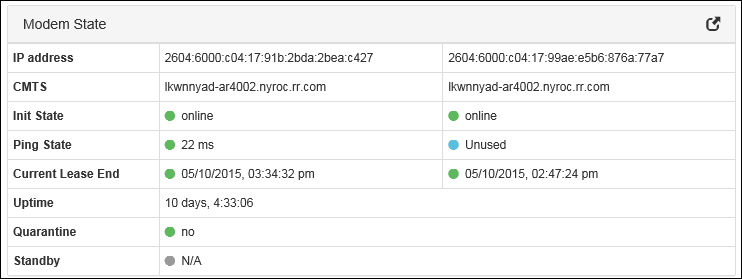 Modem State
IP address 2604:6000:c04:17:91b:2bda:2bea:c427 2604:6000:c04:17:99ae:e5b6:876a:77a7
CMTS lkwnnyad-ar4002.nyroc.rr.com lkwnnyad-ar4002.nyroc.rr.com
Init State online online
Ping State 22 ms Unused
Current Lease End 05/10/2015, 03:34:32 pm 05/10/2015, 02:47:24 pm
Uptime 10 days, 4:33:06
Quarantine no
Standby N/A